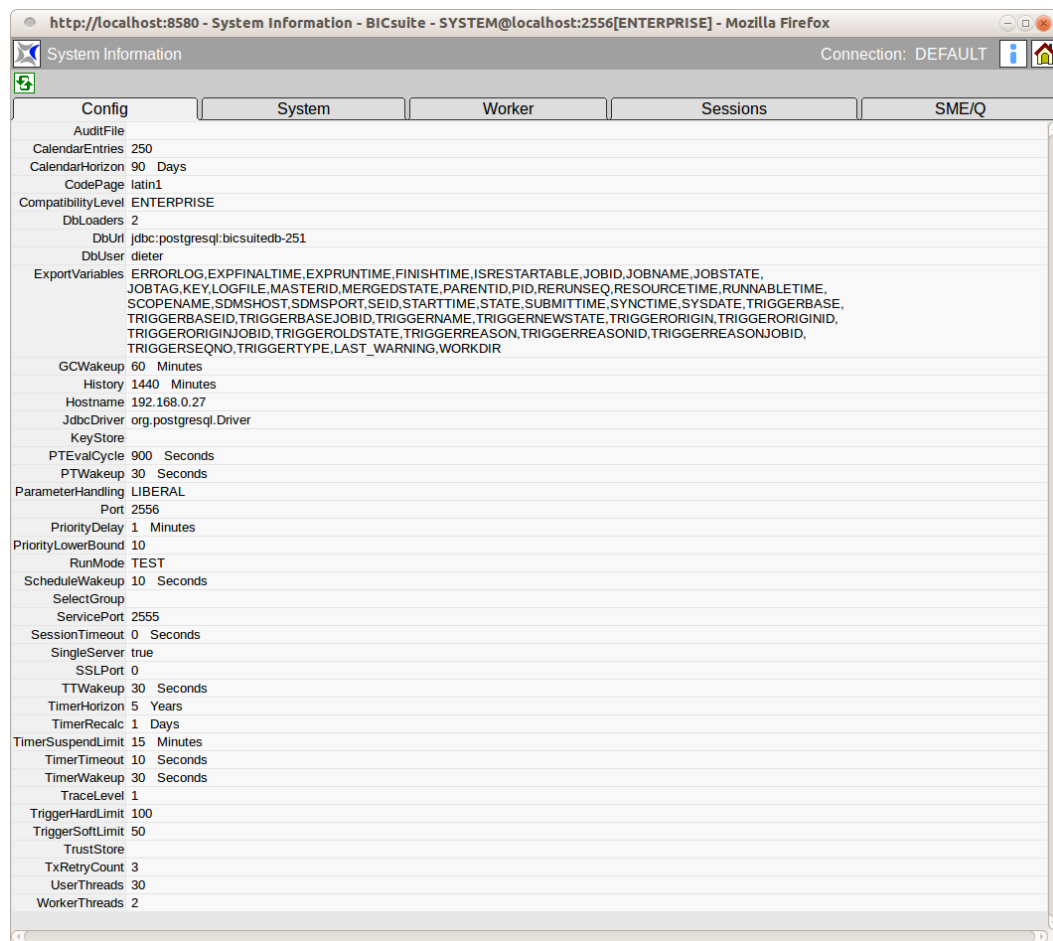 http://localhost:8580 - System Information - BICsuite - SYSTEM@localhost:2556[ENTERPRISE] - Mozilla Firefox
System Information Connection: DEFAULT
Config System Worker Sessions SME/Q
AuditFile
CalendarEntries 250
CalendarHorizon 90 Days
CodePage latin1
CompatibilityLevel ENTERPRISE
DbLoaders 2
DbUrl jdbc:postgresql:bicsuitedb-251
DbUser dieter
ExportVariables ERRORLOG,EXPFINALTIME,EXPRUNTIME,FINISHTIME,ISRESTARTABLE,JOBID,JOBNAME,JOBSTATE,
JOBTAG,KEY,LOGFILE,MASTERID,MERGEDSTATE,PARENTID,PID,RERUNSEQ,RESOURCETIME,RUNNABLETIME,
SCOPENAME,SDMSHOST,SDMSPORT,SEID,STARTTIME,STATE,SUBMITTIME,SYNCTIME,SYSDATE,TRIGGERBASE,
TRIGGERBASEID,TRIGGERBASEJOBID,TRIGGERNAME,TRIGGERNEWSTATE,TRIGGERORIGIN,TRIGGERORIGINID,
TRIGGERORIGINJOBID,TRIGGEROLDSTATE,TRIGGERREASON,TRIGGERREASONID,TRIGGERREASONJOBID,
TRIGGERSEQNO,TRIGGERTYPE,LAST_WARNING,WORKDIR
GCWakeup 60 Minutes
History 1440 Minutes
Hostname 192.168.0.27
JdbcDriver org.postgresql.Driver
KeyStore
PTEvalCycle 900 Seconds
PTWakeup 30 Seconds
ParameterHandling LIBERAL
Port 2556
PriorityDelay 1 Minutes
PriorityLowerBound 10
RunMode TEST
ScheduleWakeup 10 Seconds
SelectGroup
ServicePort 2555
SessionTimeout 0 Seconds
SingleServer true
SSLPort 0
TTWakeup 30 Seconds
TimerHorizon 5 Years
TimerRecalc 1 Days
TimerSuspendLimit 15 Minutes
TimerTimeout 10 Seconds
TimerWakeup 30 Seconds
TraceLevel 1
TriggerHardLimit 100
TriggerSoftLimit 50
TrustStore
TxRetryCount 3
UserThreads 30
WorkerThreads 2